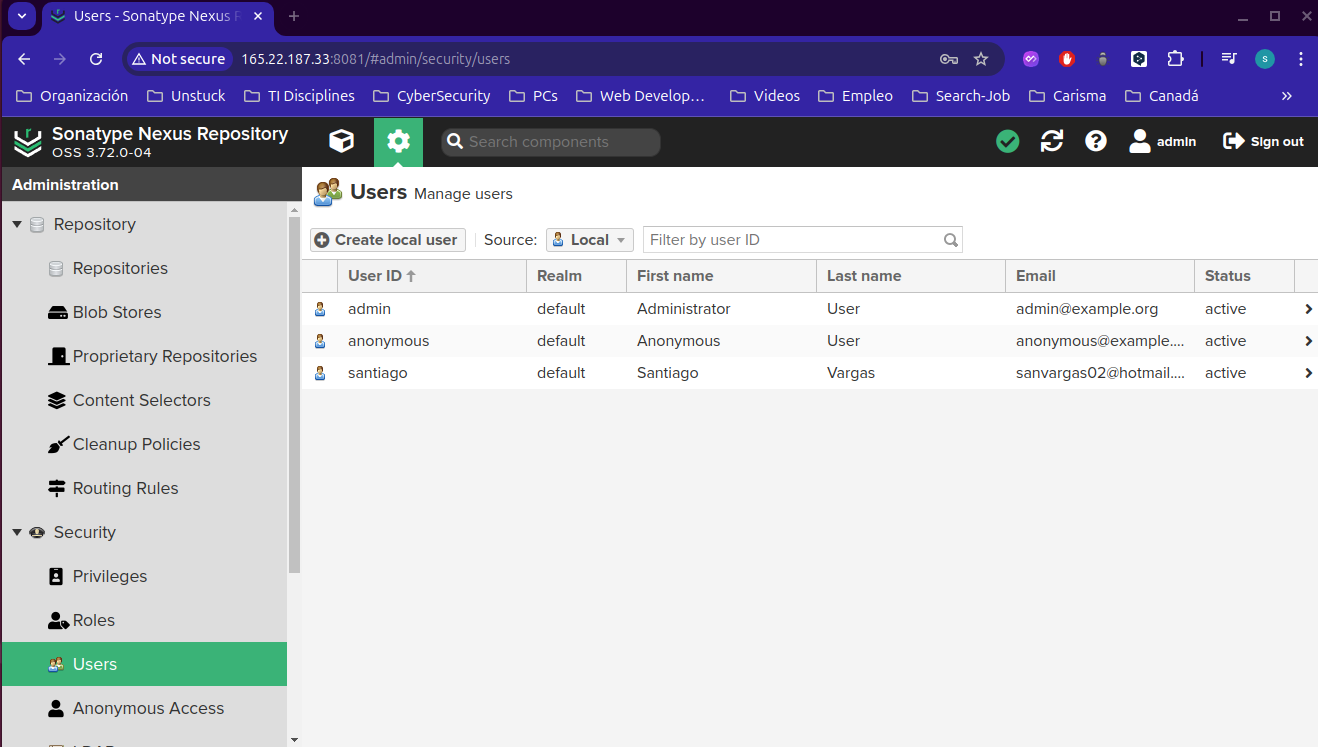 Users - Sonatype Nexus R
Not secure 165.22.187.33:8081/#admin/security/users
S
Organización Unstuck TI Disciplines CyberSecurity PCs Web Develop… Videos Empleo Search-Job Carisma Canadá »
Sonatype Nexus Repository
OSS 3.72.0-04
Search components
admin
Sign out
Administration
Repository
Repositories
Blob Stores
Proprietary Repositories
Content Selectors
Cleanup Policies
Routing Rules
Security
Privileges
Roles
Users
Anonymous Access
Users Manage users
Create local user Source: Local Filter by user ID
User ID Realm First name Last name Email Status
admin default Administrator User admin@example.org active
anonymous default Anonymous User anonymous@example.... active
santiago default Santiago Vargas sanvargas02@hotmail.... active